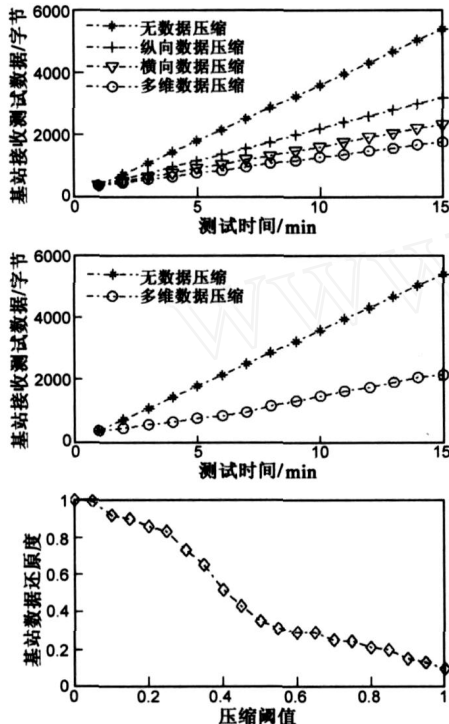 6000
无数据压缩
纵向数据压缩
4000
横向数据压缩
多维数据压缩
2000
0
基站接收测试数据/字节
0 5 10 15
测试时间/min
6000
无数据压缩
多维数据压缩
4000
2000
0
基站接收测试数据/字节
0 5 10 15
测试时间/min
WWW
1
0.8
0.6
0.4
0.2
0
基站数据还原度
0 0.2 0.4 0.6 0.8 1
压缩阈值